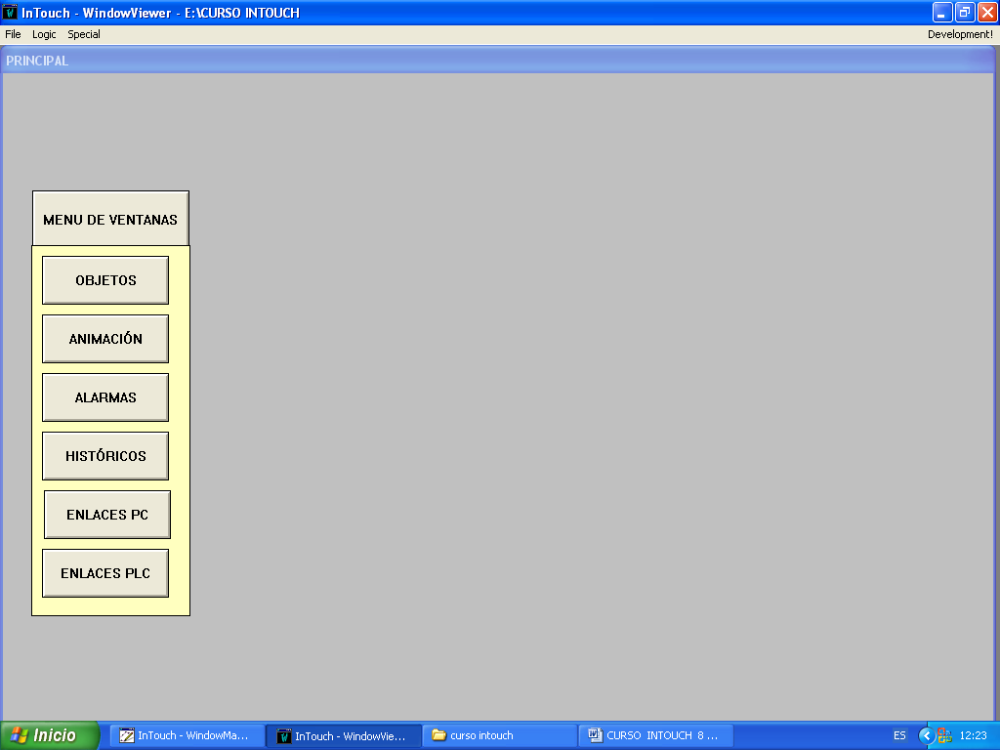 InTouch - WindowViewer - E:\CURSO INTOUCH
File Logic Special Development!
PRINCIPAL
MENU DE VENTANAS
OBJETOS
ANIMACIÓN
ALARMAS
HISTÓRICOS
ENLACES PC
ENLACES PLC
Inicio InTouch - WindowMa... InTouch - WindowVie... curso intouch CURSO INTOUCH 8 ... ES 12:23